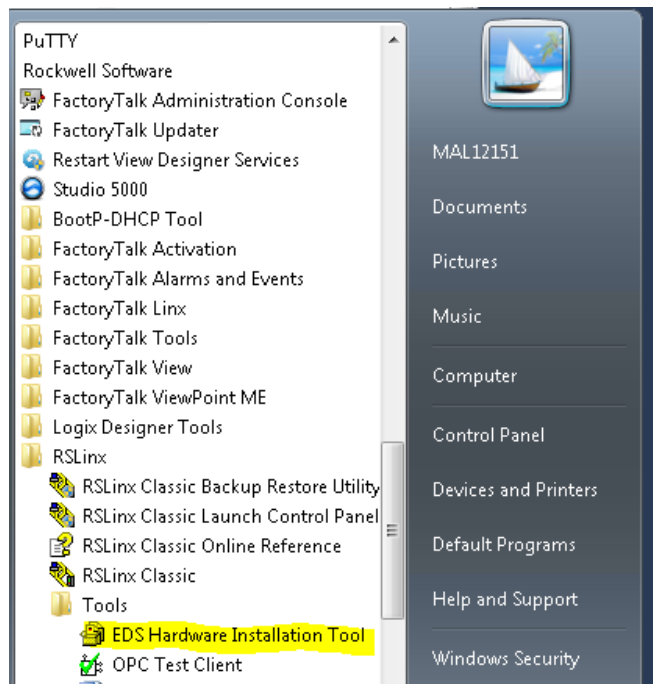 PuTTY
Rockwell Software
FactoryTalk Administration Console
FactoryTalk Updater
Restart View Designer Services
Studio 5000
BootP-DHCP Tool
FactoryTalk Activation
FactoryTalk Alarms and Events
FactoryTalk Linx
FactoryTalk Tools
FactoryTalk View
FactoryTalk ViewPoint ME
Logix Designer Tools
RSLinx
RSLinx Classic Backup Restore Utility
RSLinx Classic Launch Control Panel
RSLinx Classic Online Reference
RSLinx Classic
Tools
EDS Hardware Installation Tool
OPC Test Client
MAL12151
Documents
Pictures
Music
Computer
Control Panel
Devices and Printers
Default Programs
Help and Support
Windows Security